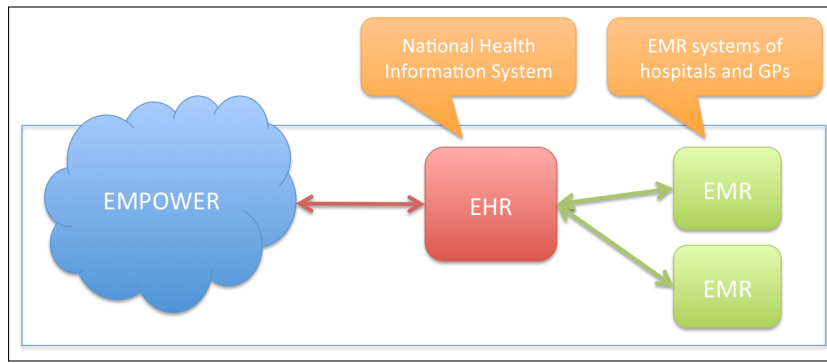 National Health
Information System
EMR systems of
hospitals and GPs
EMPOWER
EHR
EMR
EMR